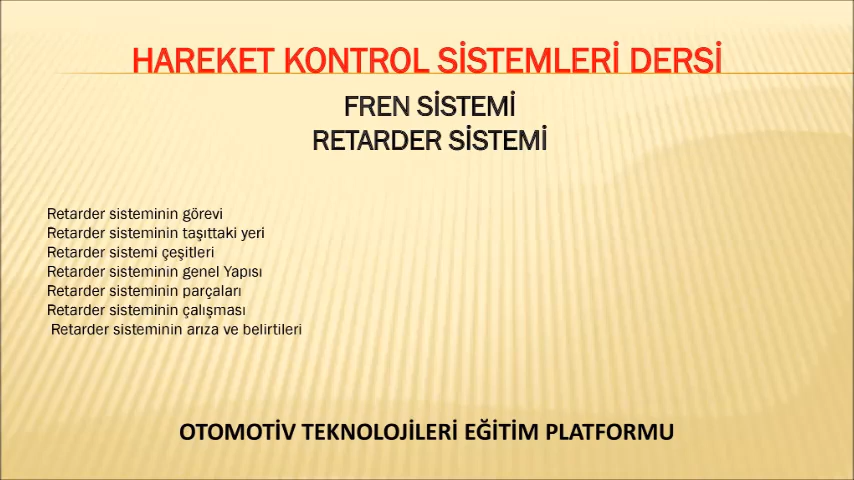 HAREKET KONTROL SİSTEMLERİ DERSİ
FREN SİSTEMİ
RETARDER SİSTEMİ
Retarder sisteminin görevi
Retarder sisteminin taşıttaki yeri
Retarder sistemi çeşitleri
Retarder sisteminin genel Yapısı
Retarder sisteminin parçaları
Retarder sisteminin çalışması
Retarder sisteminin arıza ve belirtileri
OTOMOTİV TEKNOLOJİLERİ EĞİTİM PLATFORMU